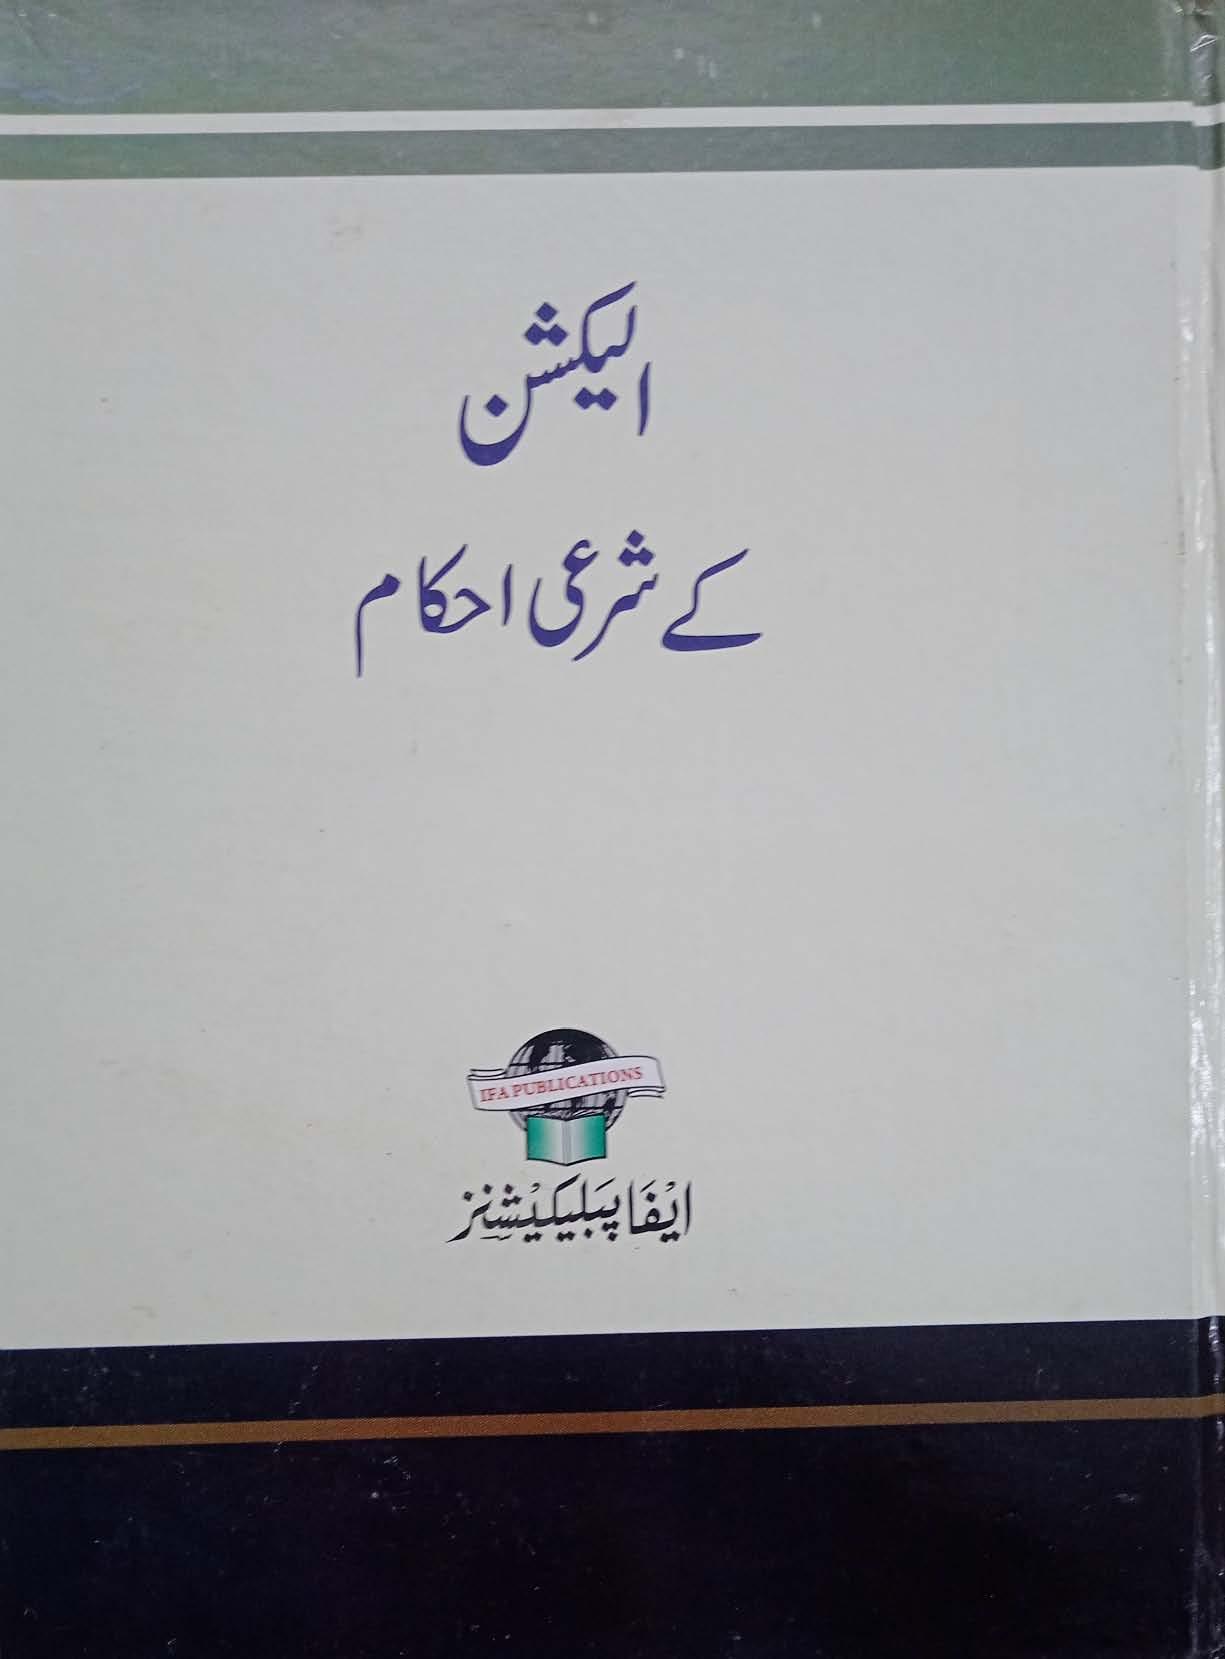 الیکشن
کے شرعی احکام
IFA PUBLICATIONS
ایفا پبلیکیشنز